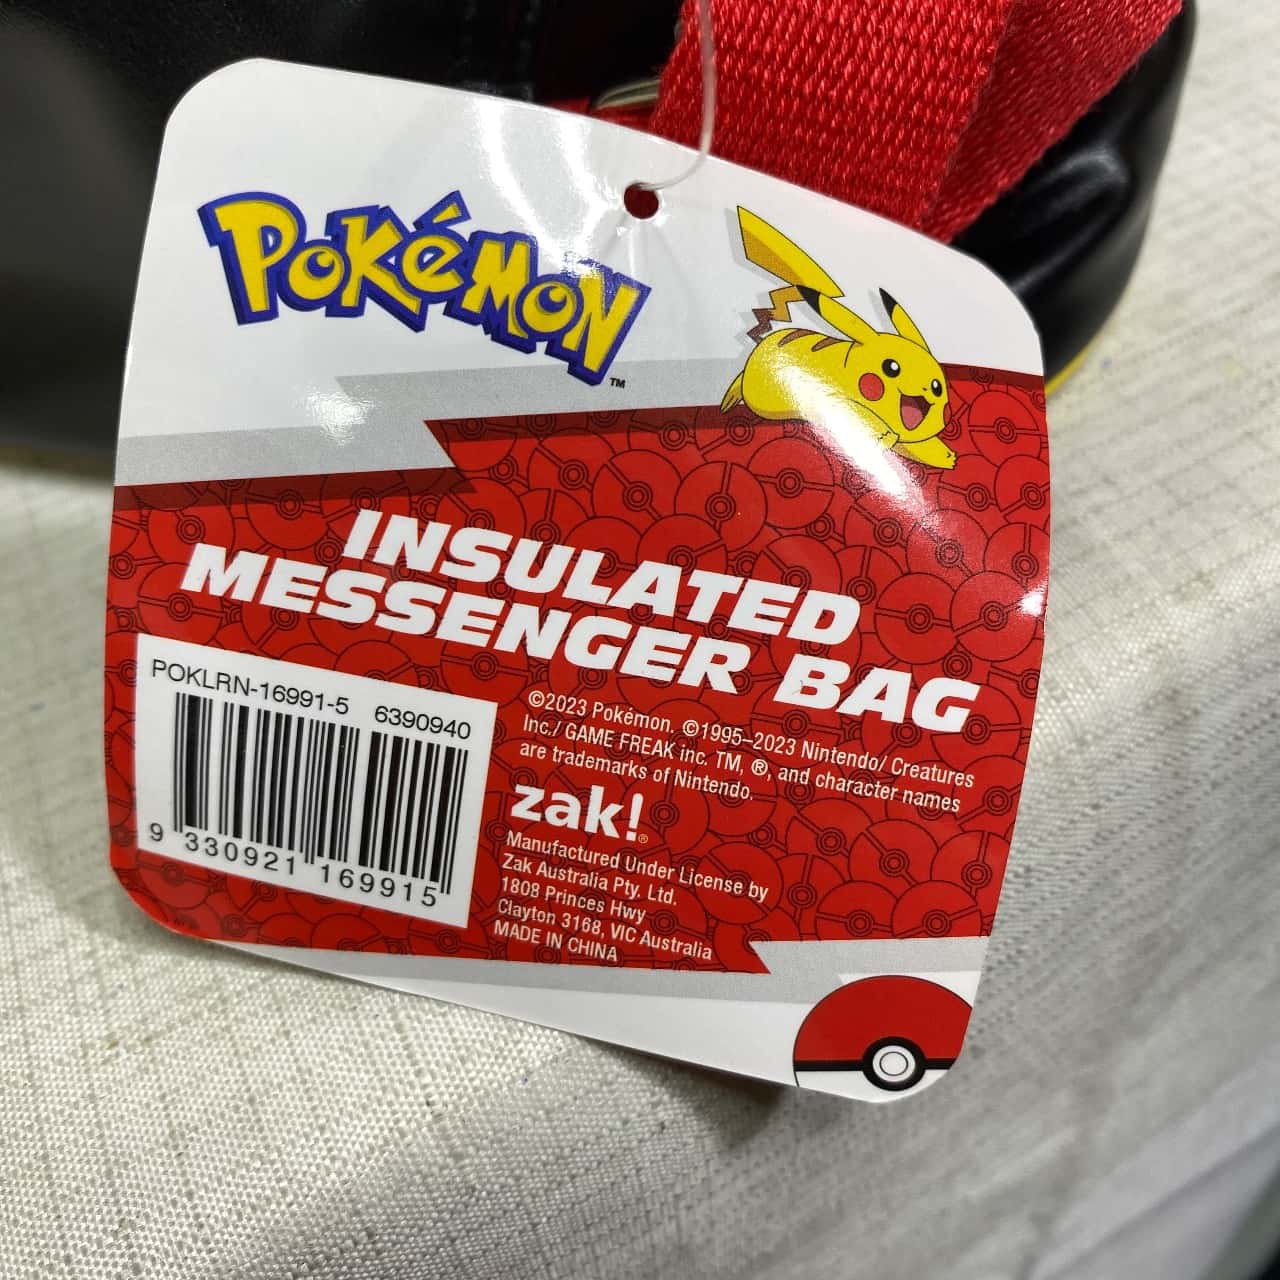 POKéMON™
INSULATED
MESSENGER BAG
POKLRN-16991-5 6390940
9 330921 169915
©2023 Pokémon. ©1995–2023 Nintendo/ Creatures
Inc./ GAME FREAK inc. TM, ®, and character names
are trademarks of Nintendo.
zak!®
Manufactured Under License by
Zak Australia Pty. Ltd.
1808 Princes Hwy
Clayton 3168, VIC Australia
MADE IN CHINA